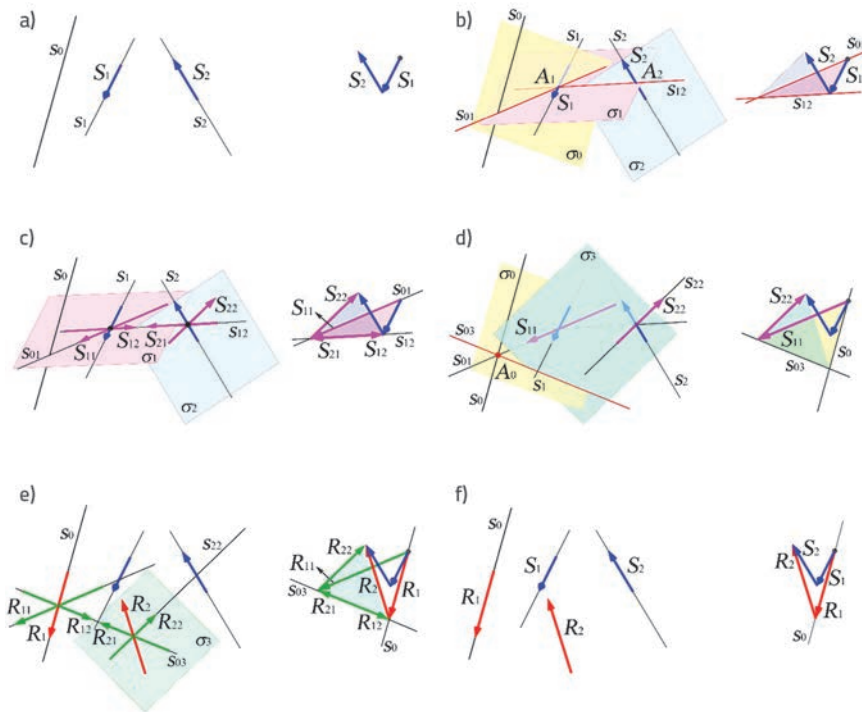 a)
s0
S1
s1
S2
s2
S2
S1
b)
s0
s1
s2
S2
A1
A2
S1
s12
s01
σ1
σ0
σ2
S2
s0
S1
s12
c)
s0
s1
s2
S22
s12
S12
S21
S11
s01
σ1
σ2
S22
s01
S11
S21
S12
s12
d)
σ0
σ3
s22
S22
s03
S11
s01
A0
s1
s0
s2
S22
S11
s0
s03
e)
s0
s22
R11
R2
R1
R12
R22
R21
σ3
s03
R22
R11
R2
R1
s03
R21
R12
s0
f)
s0
S1
S2
R1
R2
R2
S2
S1
R1
s0